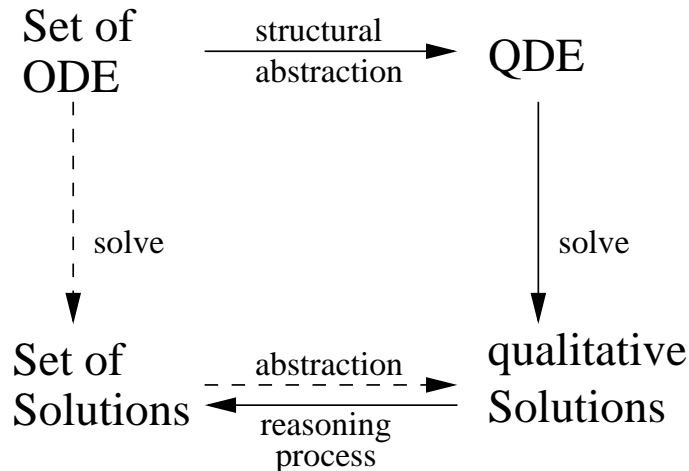 Set of
ODE
structural
abstraction
QDE
solve
solve
Set of
Solutions
abstraction
reasoning
process
qualitative
Solutions